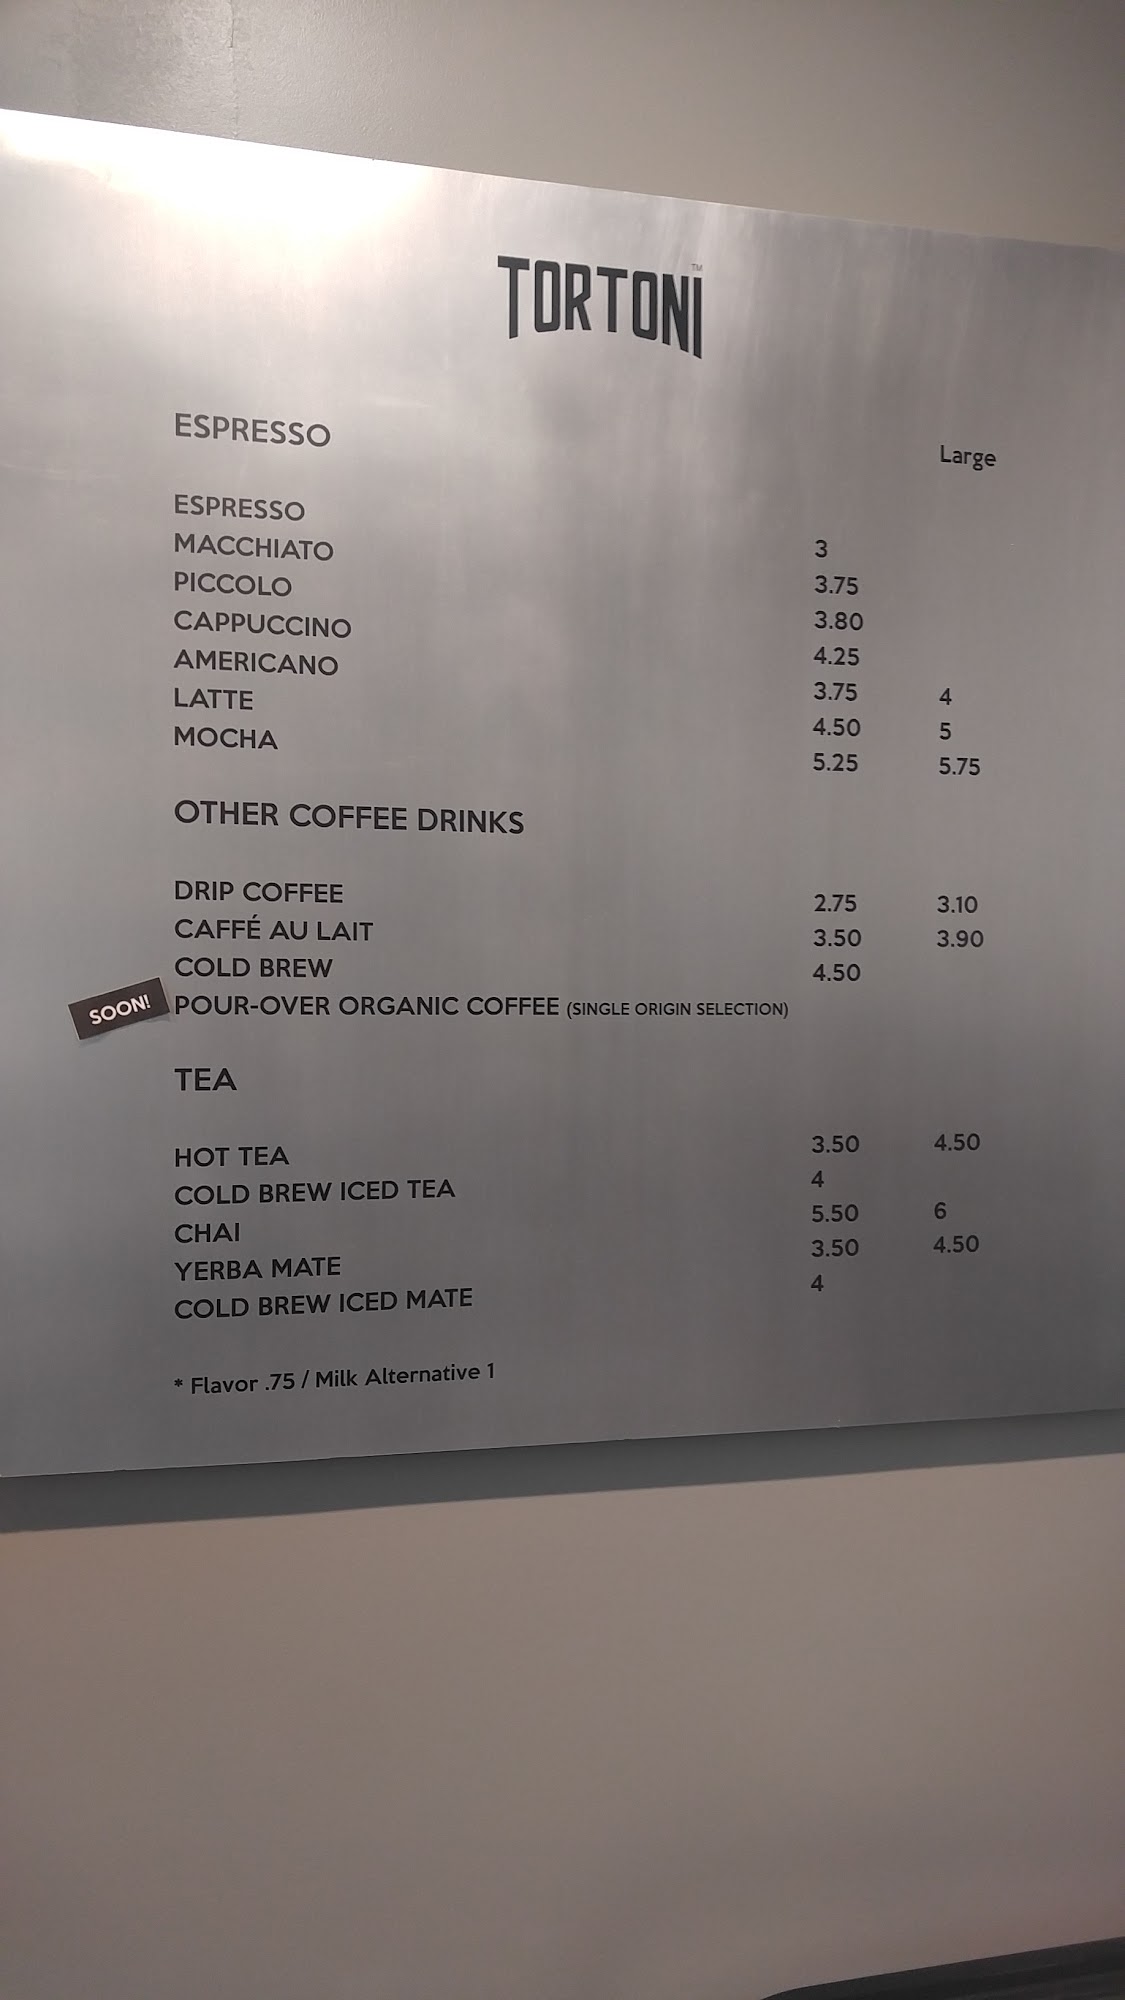 TORTONI™
ESPRESSO
Large
ESPRESSO 3
MACCHIATO 3.75
PICCOLO 3.80
CAPPUCCINO 4.25
AMERICANO 3.75 4
LATTE 4.50 5
MOCHA 5.25 5.75
OTHER COFFEE DRINKS
DRIP COFFEE 2.75 3.10
CAFFÉ AU LAIT 3.50 3.90
COLD BREW 4.50
SOON! POUR-OVER ORGANIC COFFEE (SINGLE ORIGIN SELECTION)
TEA
HOT TEA 3.50 4.50
COLD BREW ICED TEA 4
CHAI 5.50 6
YERBA MATE 3.50 4.50
COLD BREW ICED MATE 4
* Flavor .75 / Milk Alternative 1